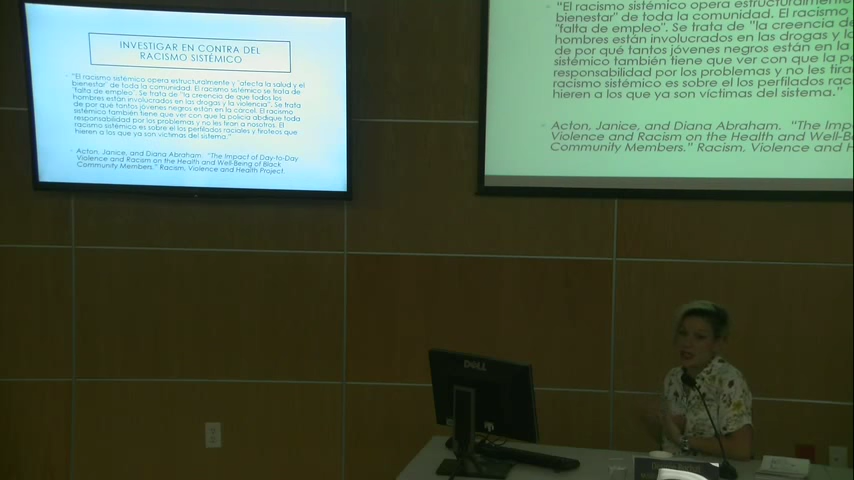 INVESTIGAR EN CONTRA DEL
RACISMO SISTÉMICO
"El racismo sistémico opera estructuralmente y "afecta la salud y el
bienestar" de toda la comunidad. El racismo sistémico se trata de
"falta de empleo". Se trata de "la creencia de que todos los
hombres están involucrados en las drogas y la violencia". Se trata
de por qué tantos jóvenes negros están en la cárcel. El racismo
sistémico también tiene que ver con que la policía abdique toda
responsabilidad por los problemas y no les tiran a nosotros. El
racismo sistémico es sobre el los perfilados raciales y tiroteos que
hieren a los que ya son víctimas del sistema."
Acton, Janice, and Diana Abraham. "The Impact of Day-to-Day
Violence and Racism on the Health and Well-Being of Black
Community Members." Racism, Violence and Health Project.
"El racismo sistémico opera estructuralmente
bienestar" de toda la comunidad. El racismo
"falta de empleo". Se trata de "la creencia de
hombres están involucrados en las drogas y la
de por qué tantos jóvenes negros están en la
sistémico también tiene que ver con que la po
responsabilidad por los problemas y no les tira
racismo sistémico es sobre el los perfilados rac
hieren a los que ya son víctimas del sistema."
Acton, Janice, and Diana Abraham. "The Imp
Violence and Racism on the Health and Well-
Community Members." Racism, Violence and H
DELL